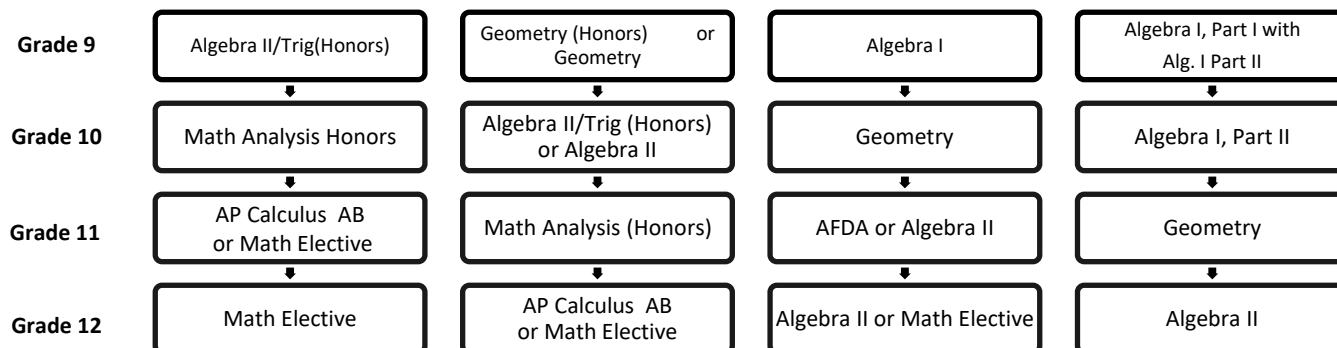 Grade 9
Algebra II/Trig(Honors)
Geometry (Honors) or
Geometry
Algebra I
Algebra I, Part I with
Alg. I Part II
Grade 10
Math Analysis Honors
Algebra II/Trig (Honors)
or Algebra II
Geometry
Algebra I, Part II
Grade 11
AP Calculus AB
or Math Elective
Math Analysis (Honors)
AFDA or Algebra II
Geometry
Grade 12
Math Elective
AP Calculus AB
or Math Elective
Algebra II or Math Elective
Algebra II